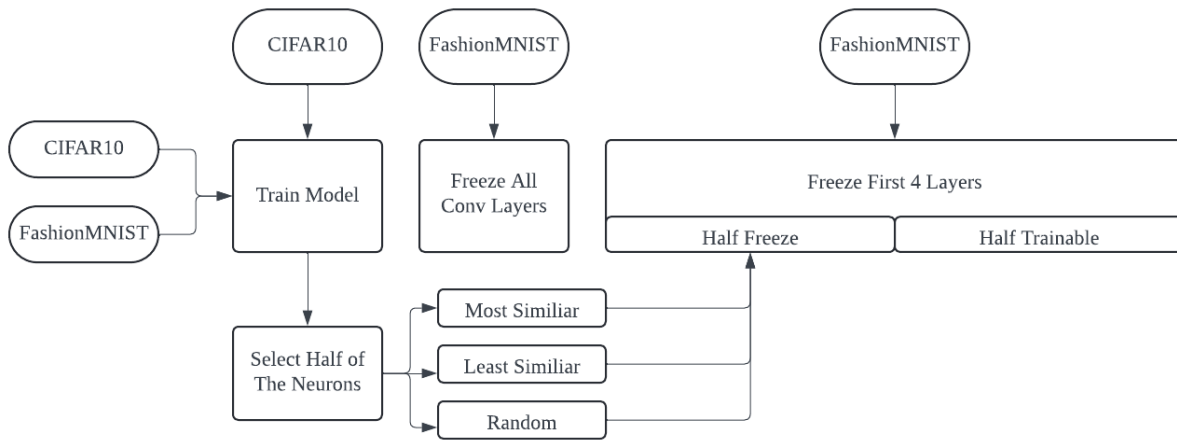 CIFAR10
FashionMNIST
FashionMNIST
CIFAR10
FashionMNIST
Train Model
Freeze All
Conv Layers
Freeze First 4 Layers
Half Freeze
Half Trainable
Select Half of
The Neurons
Most Similiar
Least Similiar
Random